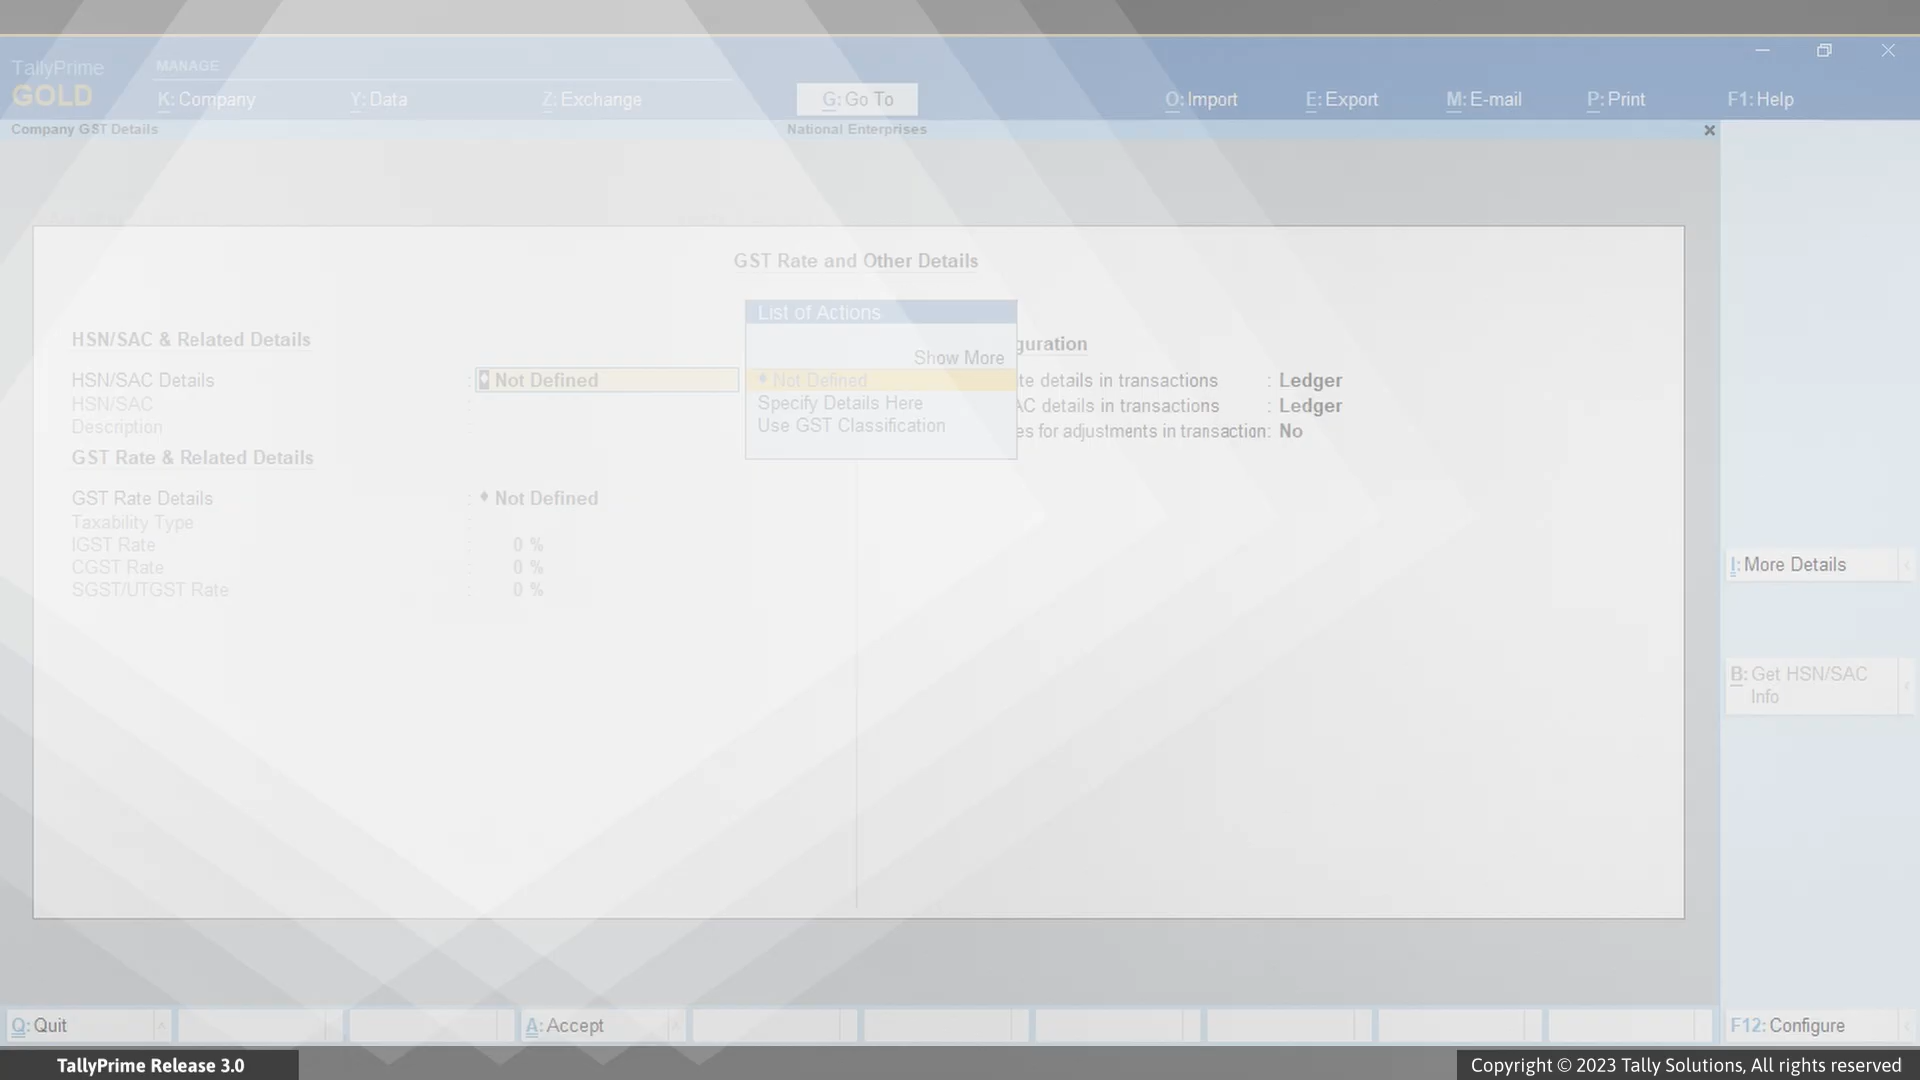 TallyPrime
GOLD
MANAGE
K: Company
Y: Data
Z: Exchange
G: Go To
O: Import
E: Export
M: E-mail
P: Print
F1: Help
Company GST Details
National Enterprises
GST Rate and Other Details
HSN/SAC & Related Details
HSN/SAC Details : ♦ Not Defined
HSN/SAC :
Description :
GST Rate & Related Details
GST Rate Details : ♦ Not Defined
Taxability Type :
IGST Rate : 0 %
CGST Rate : 0 %
SGST/UTGST Rate : 0 %
List of Actions
Show More
♦ Not Defined
Specify Details Here
Use GST Classification
guration
te details in transactions : Ledger
AC details in transactions : Ledger
es for adjustments in transaction: No
I: More Details
B: Get HSN/SAC
Info
Q: Quit
A: Accept
F12: Configure
TallyPrime Release 3.0
Copyright © 2023 Tally Solutions, All rights reserved